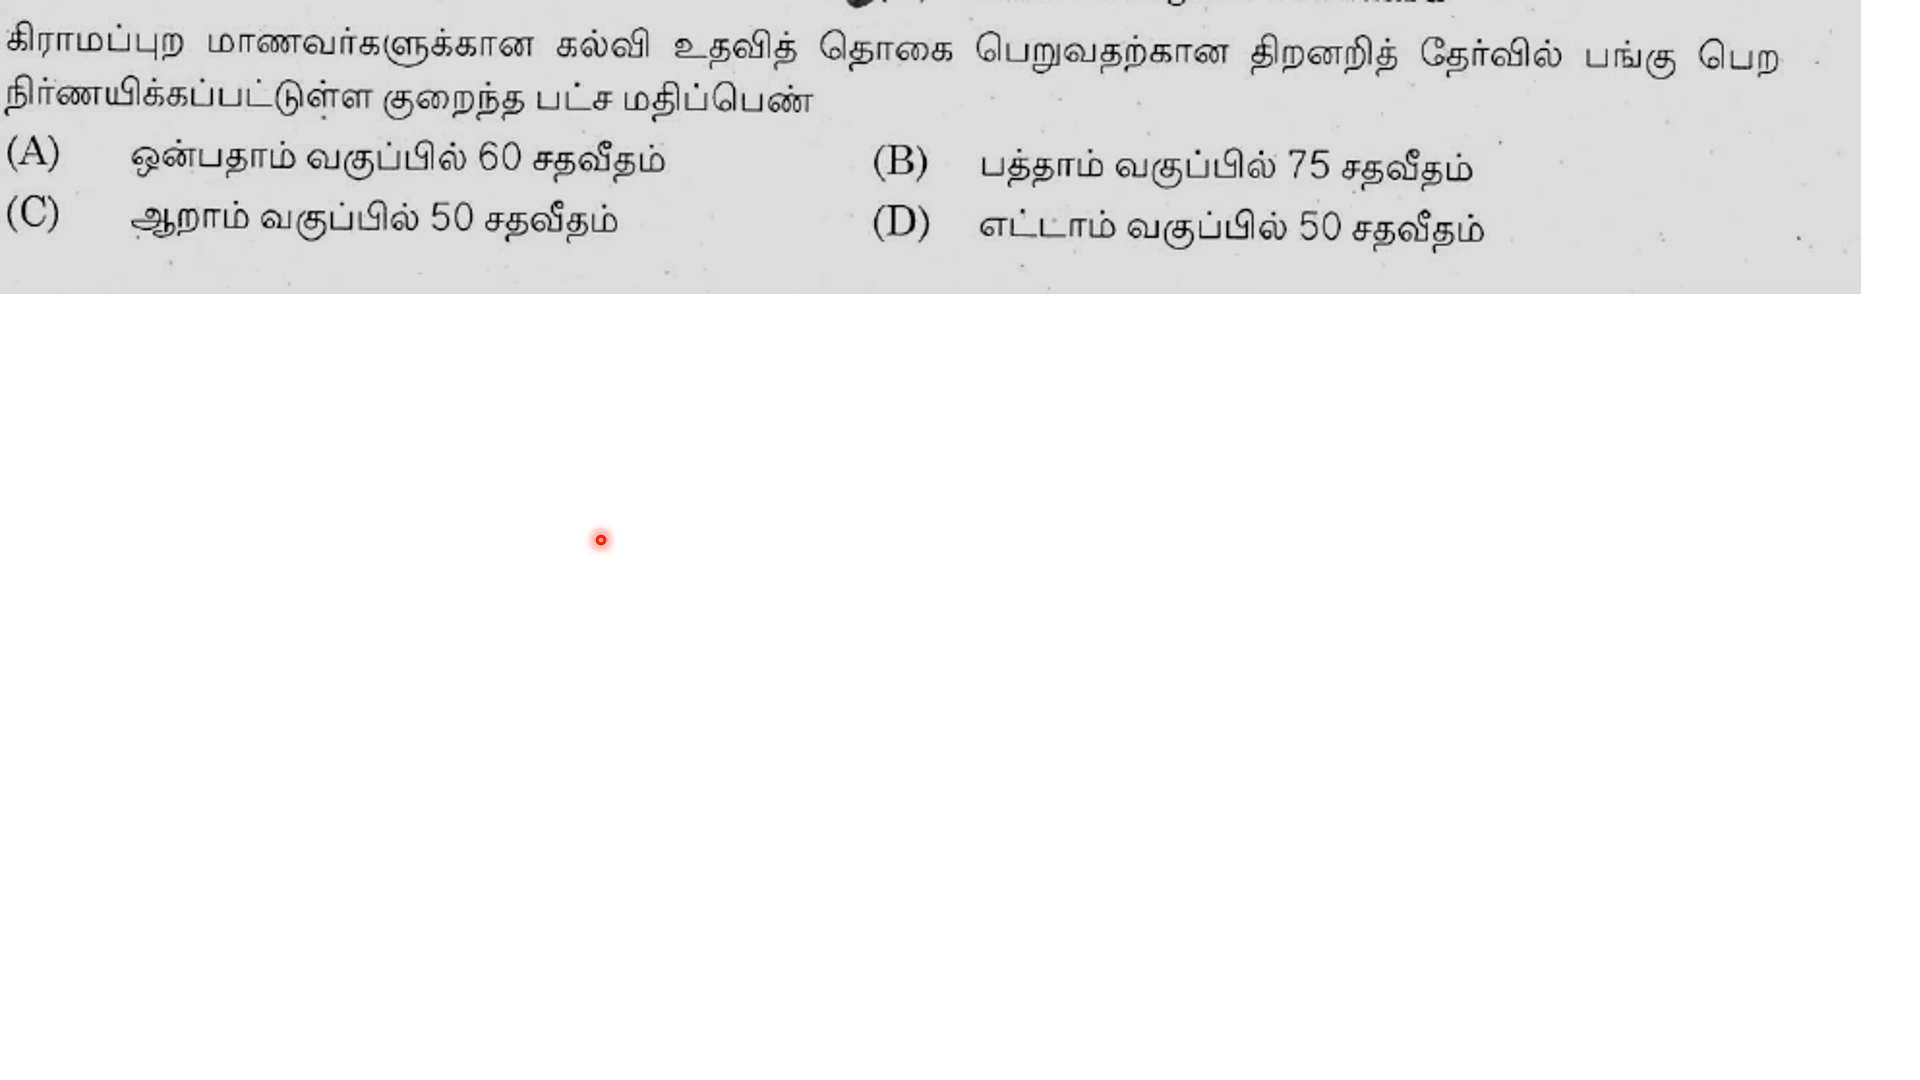 கிராமப்புற மாணவர்களுக்கான கல்வி உதவித் தொகை பெறுவதற்கான திறனறித் தேர்வில் பங்கு பெற
நிர்ணயிக்கப்பட்டுள்ள குறைந்த பட்ச மதிப்பெண்
(A) ஒன்பதாம் வகுப்பில் 60 சதவீதம் (B) பத்தாம் வகுப்பில் 75 சதவீதம்
(C) ஆறாம் வகுப்பில் 50 சதவீதம் (D) எட்டாம் வகுப்பில் 50 சதவீதம்